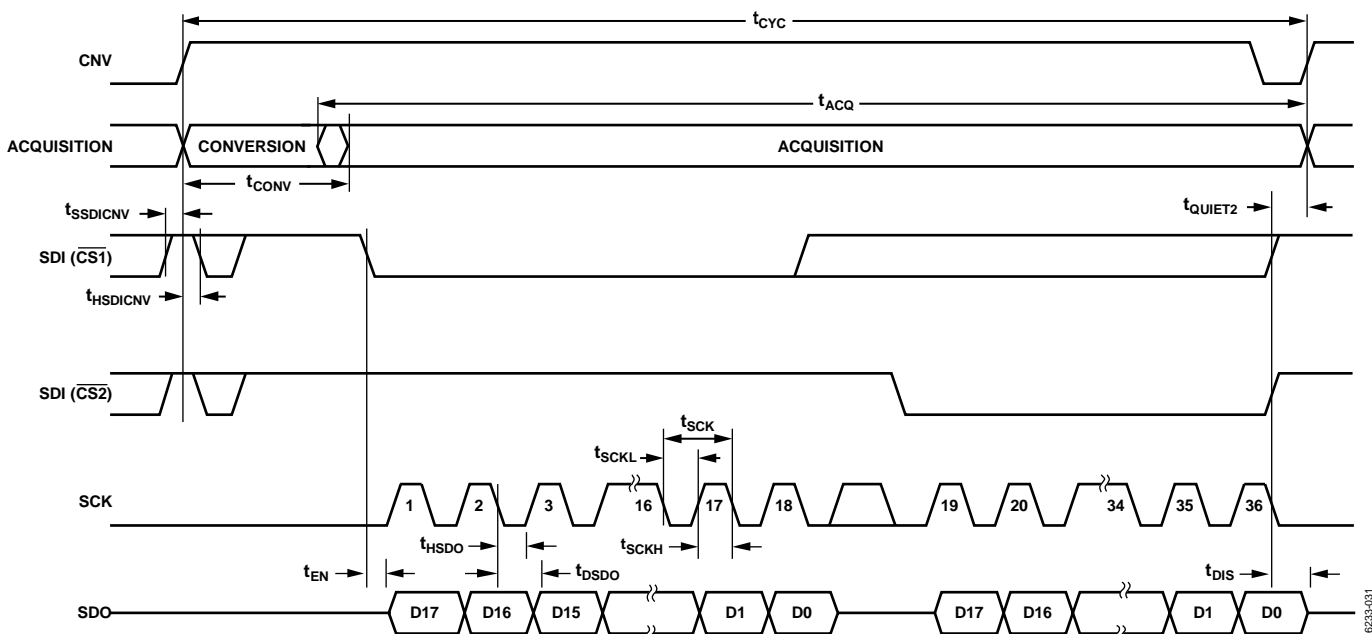 tCYC
CNV
tACQ
ACQUISITION
CONVERSION
ACQUISITION
tCONV
tSSDICNV
tQUIET2
SDI (CS1)
tHSDICNV
SDI (CS2)
tSCK
tSCKL
SCK
1
2
3
16
17
18
19
20
34
35
36
tHSDO
tSCKH
tEN
tDSDO
tDIS
SDO
D17
D16
D15
D1
D0
D17
D16
D1
D0